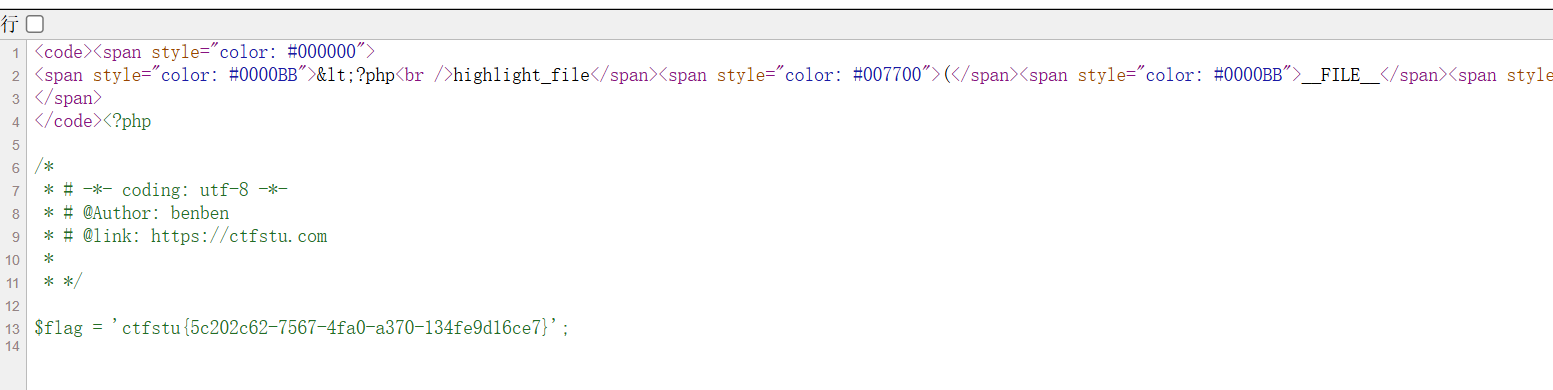 行
1 <code><span style="color: #000000">
2 <span style="color: #0000BB">&lt;?php<br />highlight_file</span><span style="color: #007700">(</span><span style="color: #0000BB">__FILE__</span><span style
3 </span>
4 </code><?php
5
6 /*
7 * # -*- coding: utf-8 -*-
8 * # @Author: benben
9 * # @link: https://ctfstu.com
10 *
11 * */
12
13 $flag = 'ctfstu{5c202c62-7567-4fa0-a370-134fe9d16ce7}';
14